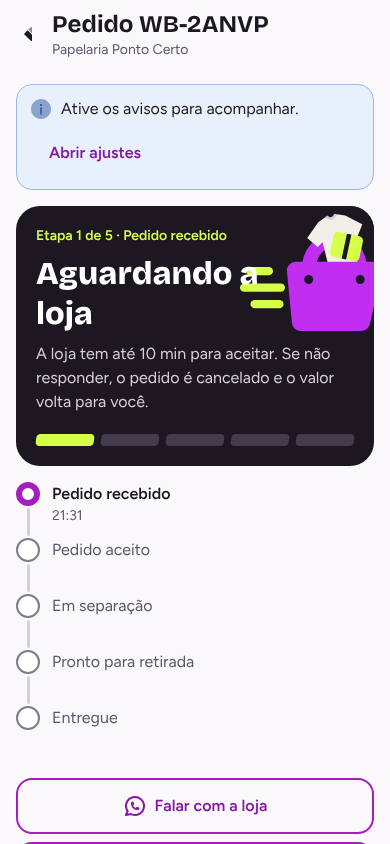 Pedido WB-2ANVP
Papelaria Ponto Certo
Ative os avisos para acompanhar.
Abrir ajustes
Etapa 1 de 5 · Pedido recebido
Aguardando a
loja
A loja tem até 10 min para aceitar. Se não
responder, o pedido é cancelado e o valor
volta para você.
Pedido recebido
21:31
Pedido aceito
Em separação
Pronto para retirada
Entregue
Falar com a loja